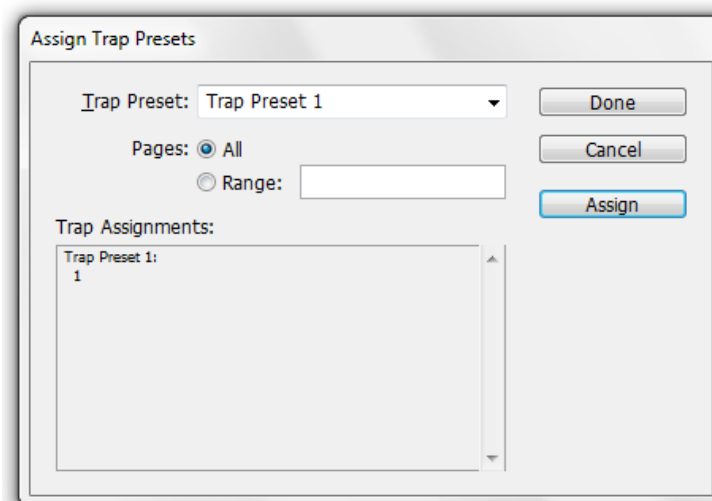 Assign Trap Presets
Trap Preset: Trap Preset 1
Done
Pages: All
Cancel
Range:
Assign
Trap Assignments:
Trap Preset 1:
1